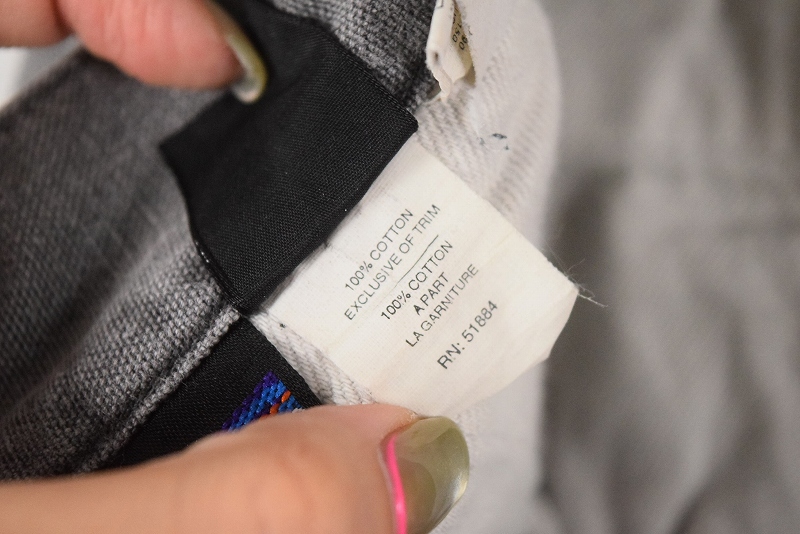 100% COTTON
EXCLUSIVE OF TRIM
100% COTTON
A PART
LA GARNITURE
RN: 51884